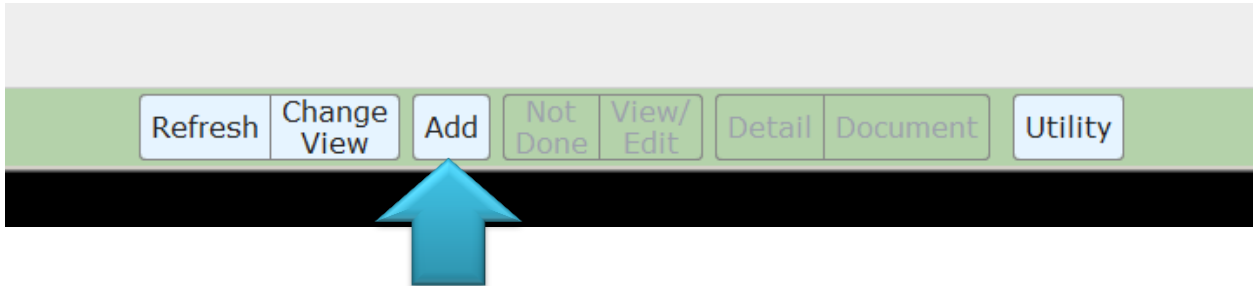 Refresh
Change
View
Add
Not
Done
View/
Edit
Detail
Document
Utility